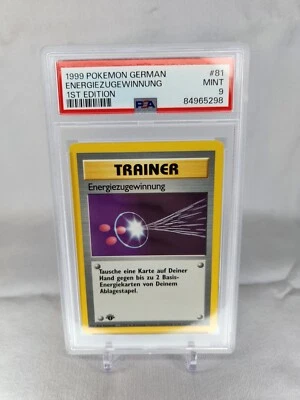 1999 POKEMON GERMAN #81
ENERGIEZUGEWINNUNG MINT
1ST EDITION 9
PSA 84965298
TRAINER
Energiezugewinnung
Tausche eine Karte auf Deiner
Hand gegen bis zu 2 Basis-
Energiekarten von Deinem
Ablagestapel.